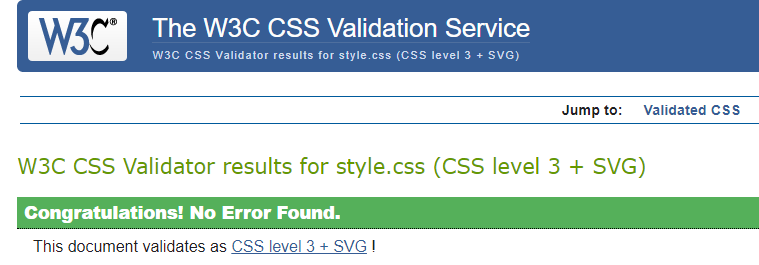 W3C® The W3C CSS Validation Service
W3C CSS Validator results for style.css (CSS level 3 + SVG)
Jump to: Validated CSS
W3C CSS Validator results for style.css (CSS level 3 + SVG)
Congratulations! No Error Found.
This document validates as CSS level 3 + SVG !